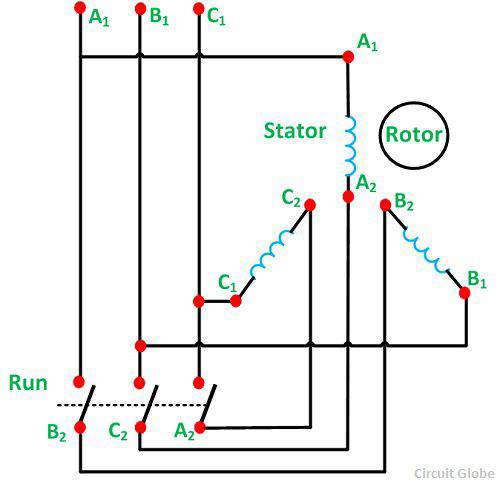 A1 B1 C1
A1
Stator Rotor
A2
C2 B2
C1 B1
Run
B2 C2 A2
Circuit Globe